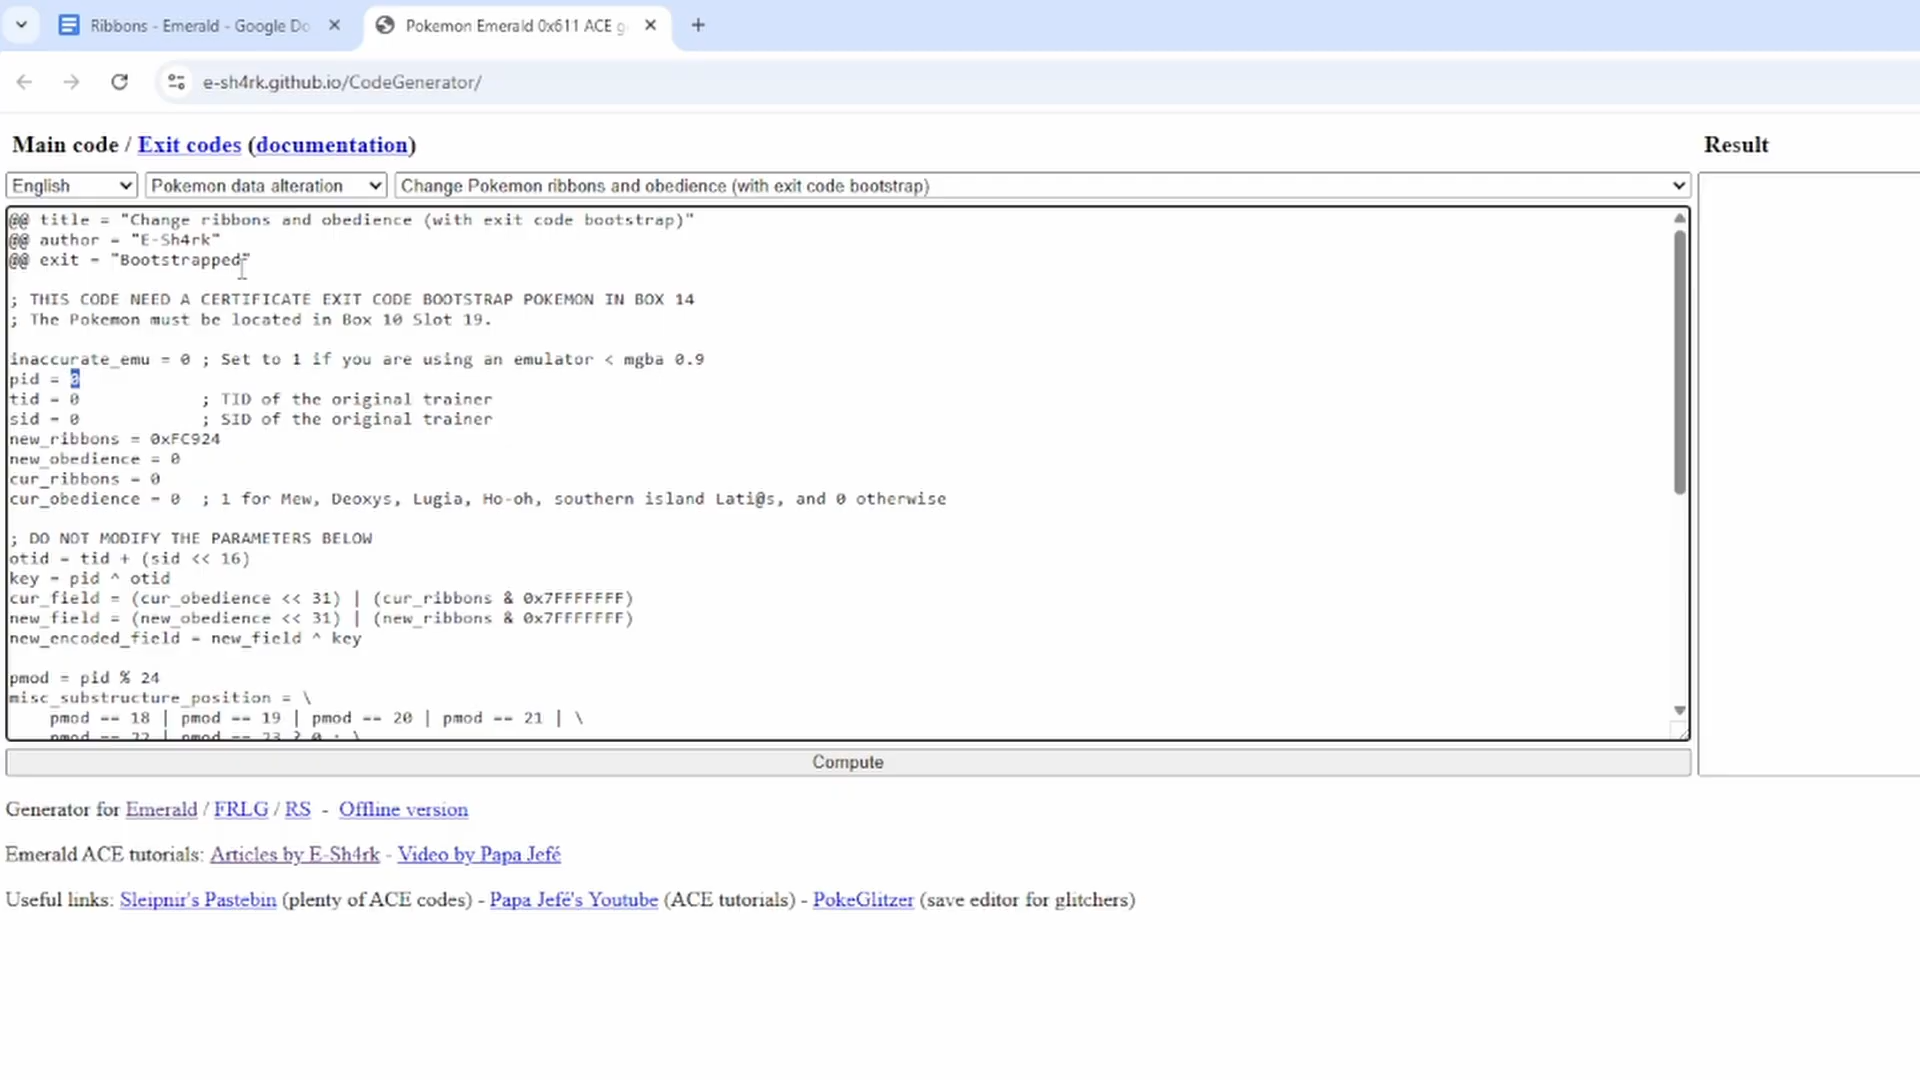 Ribbons - Emerald - Google Do
Pokemon Emerald 0x611 ACE g
e-sh4rk.github.io/CodeGenerator/
Main code / Exit codes (documentation)
Result
English
Pokemon data alteration
Change Pokemon ribbons and obedience (with exit code bootstrap)
@@ title = "Change ribbons and obedience (with exit code bootstrap)"
@@ author = "E-Sh4rk"
@@ exit = "Bootstrapped"
; THIS CODE NEED A CERTIFICATE EXIT CODE BOOTSTRAP POKEMON IN BOX 14
; The Pokemon must be located in Box 10 Slot 19.
inaccurate_emu = 0 ; Set to 1 if you are using an emulator < mgba 0.9
pid = 0
tid = 0 ; TID of the original trainer
sid = 0 ; SID of the original trainer
new_ribbons = 0xFC924
new_obedience = 0
cur_ribbons = 0
cur_obedience = 0 ; 1 for Mew, Deoxys, Lugia, Ho-oh, southern island Lati@s, and 0 otherwise
; DO NOT MODIFY THE PARAMETERS BELOW
otid = tid + (sid << 16)
key = pid ^ otid
cur_field = (cur_obedience << 31) | (cur_ribbons & 0x7FFFFFFF)
new_field = (new_obedience << 31) | (new_ribbons & 0x7FFFFFFF)
new_encoded_field = new_field ^ key
pmod = pid % 24
misc_substructure_position = \
pmod == 18 | pmod == 19 | pmod == 20 | pmod == 21 | \
pmod == 22 | pmod == 23 ? 0 : \
Compute
Generator for Emerald / FRLG / RS - Offline version
Emerald ACE tutorials: Articles by E-Sh4rk - Video by Papa Jefé
Useful links: Sleipnir's Pastebin (plenty of ACE codes) - Papa Jefé's Youtube (ACE tutorials) - PokeGlitzer (save editor for glitchers)